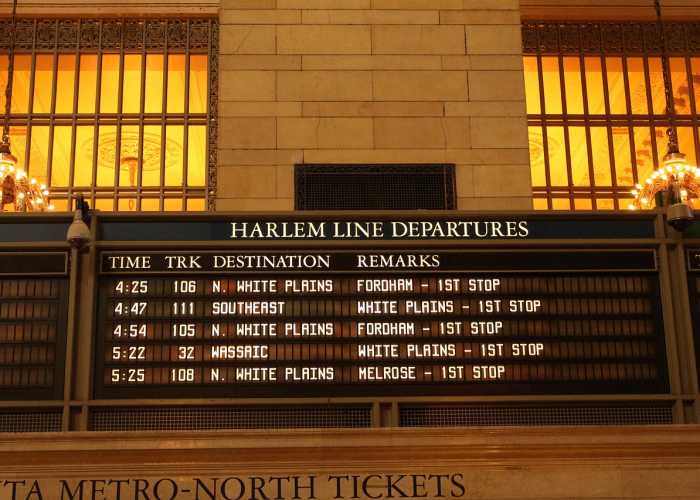 HARLEM LINE DEPARTURES
TIME TRK DESTINATION REMARKS
4:25 106 N. WHITE PLAINS FORDHAM - 1ST STOP
4:47 111 SOUTHEAST WHITE PLAINS - 1ST STOP
4:54 105 N. WHITE PLAINS FORDHAM - 1ST STOP
5:22 32 WASSAIC WHITE PLAINS - 1ST STOP
5:25 108 N. WHITE PLAINS MELROSE - 1ST STOP
TA METRO-NORTH TICKETS